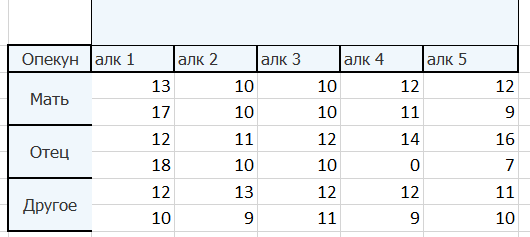 Опекун алк 1 алк 2 алк 3 алк 4 алк 5
Мать 13 10 10 12 12
17 10 10 11 9
Отец 12 11 12 14 16
18 10 10 0 7
Другое 12 13 12 12 11
10 9 11 9 10